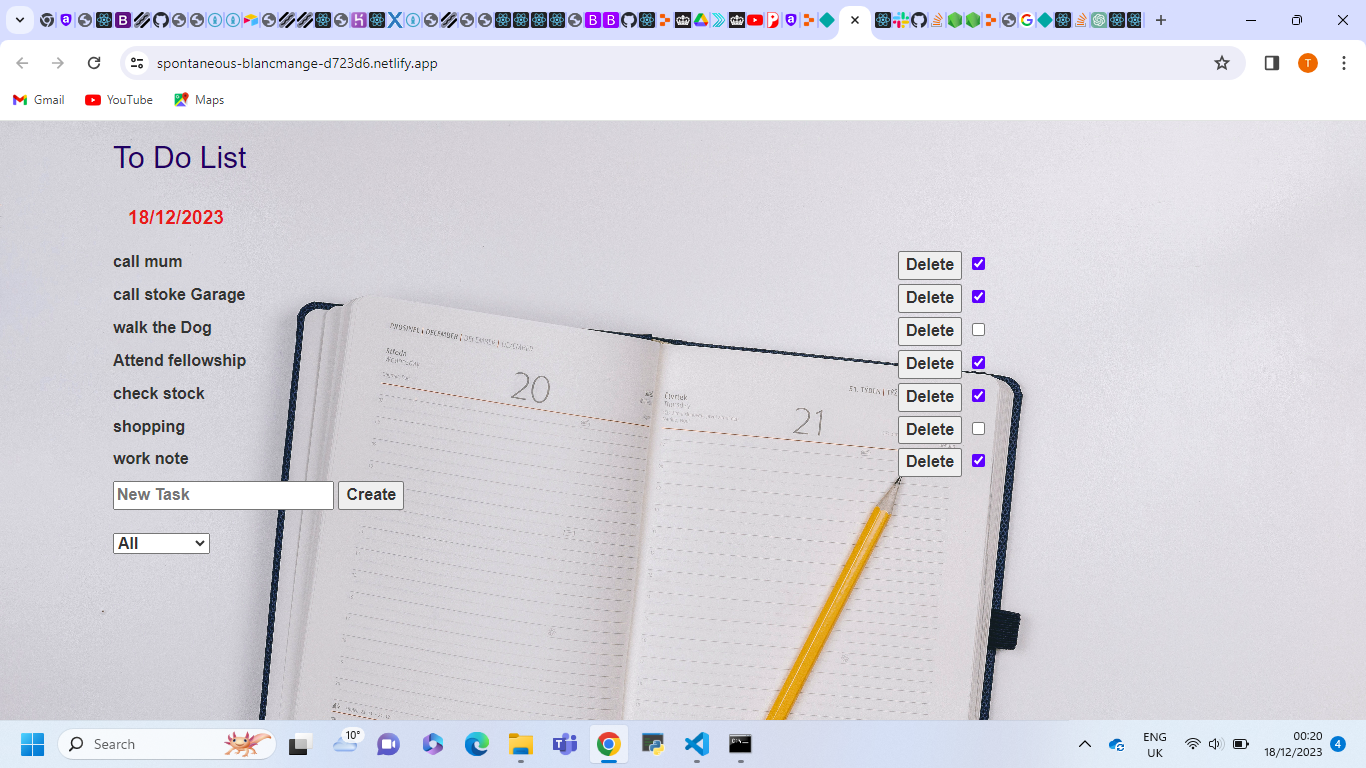 spontaneous-blancmange-d723d6.netlify.app
T
Gmail YouTube Maps
To Do List
18/12/2023
call mum Delete
call stoke Garage Delete
walk the Dog Delete
Attend fellowship Delete
check stock Delete
shopping Delete
work note Delete
New Task Create
All
20
21
Search
10°
ENG
UK
00:20
18/12/2023
4